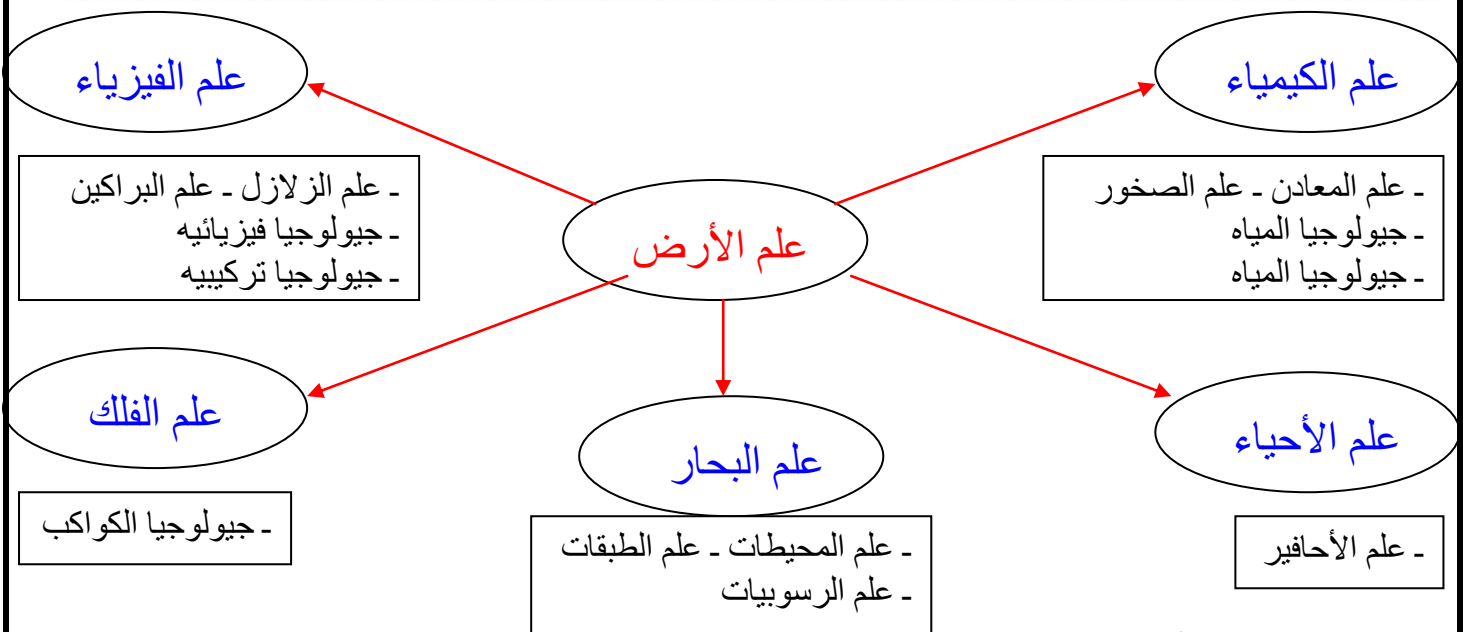 علم الكيمياء
علم الفيزياء
ـ علم المعادن ـ علم الصخور
ـ جيولوجيا المياه
ـ جيولوجيا المياه
ـ علم الزلازل ـ علم البراكين
ـ جيولوجيا فيزيائيه
ـ جيولوجيا تركيبيه
علم الأرض
علم الأحياء
علم البحار
علم الفلك
ـ علم الأحافير
ـ علم المحيطات ـ علم الطبقات
ـ علم الرسوبيات
ـ جيولوجيا الكواكب